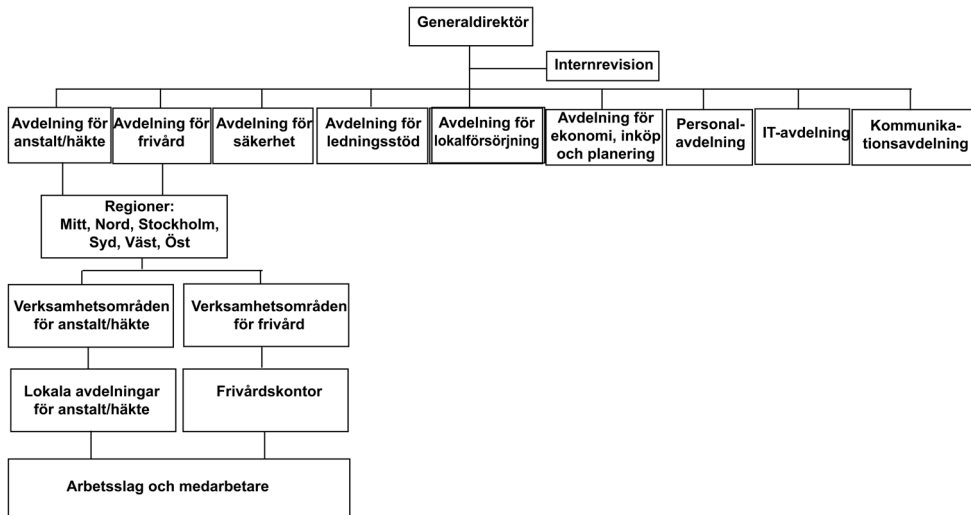 Generaldirektör
Internrevision
Avdelning för
anstalt/häkte
Avdelning för
frivård
Avdelning för
säkerhet
Avdelning för
ledningsstöd
Avdelning för
lokalförsörjning
Avdelning för
ekonomi, inköp
och planering
Personal-
avdelning
IT-avdelning
Kommunika-
tionsavdelning
Regioner:
Mitt, Nord, Stockholm,
Syd, Väst, Öst
Verksamhetsområden
för anstalt/häkte
Verksamhetsområden
för frivård
Lokala avdelningar
för anstalt/häkte
Frivårdskontor
Arbetsslag och medarbetare